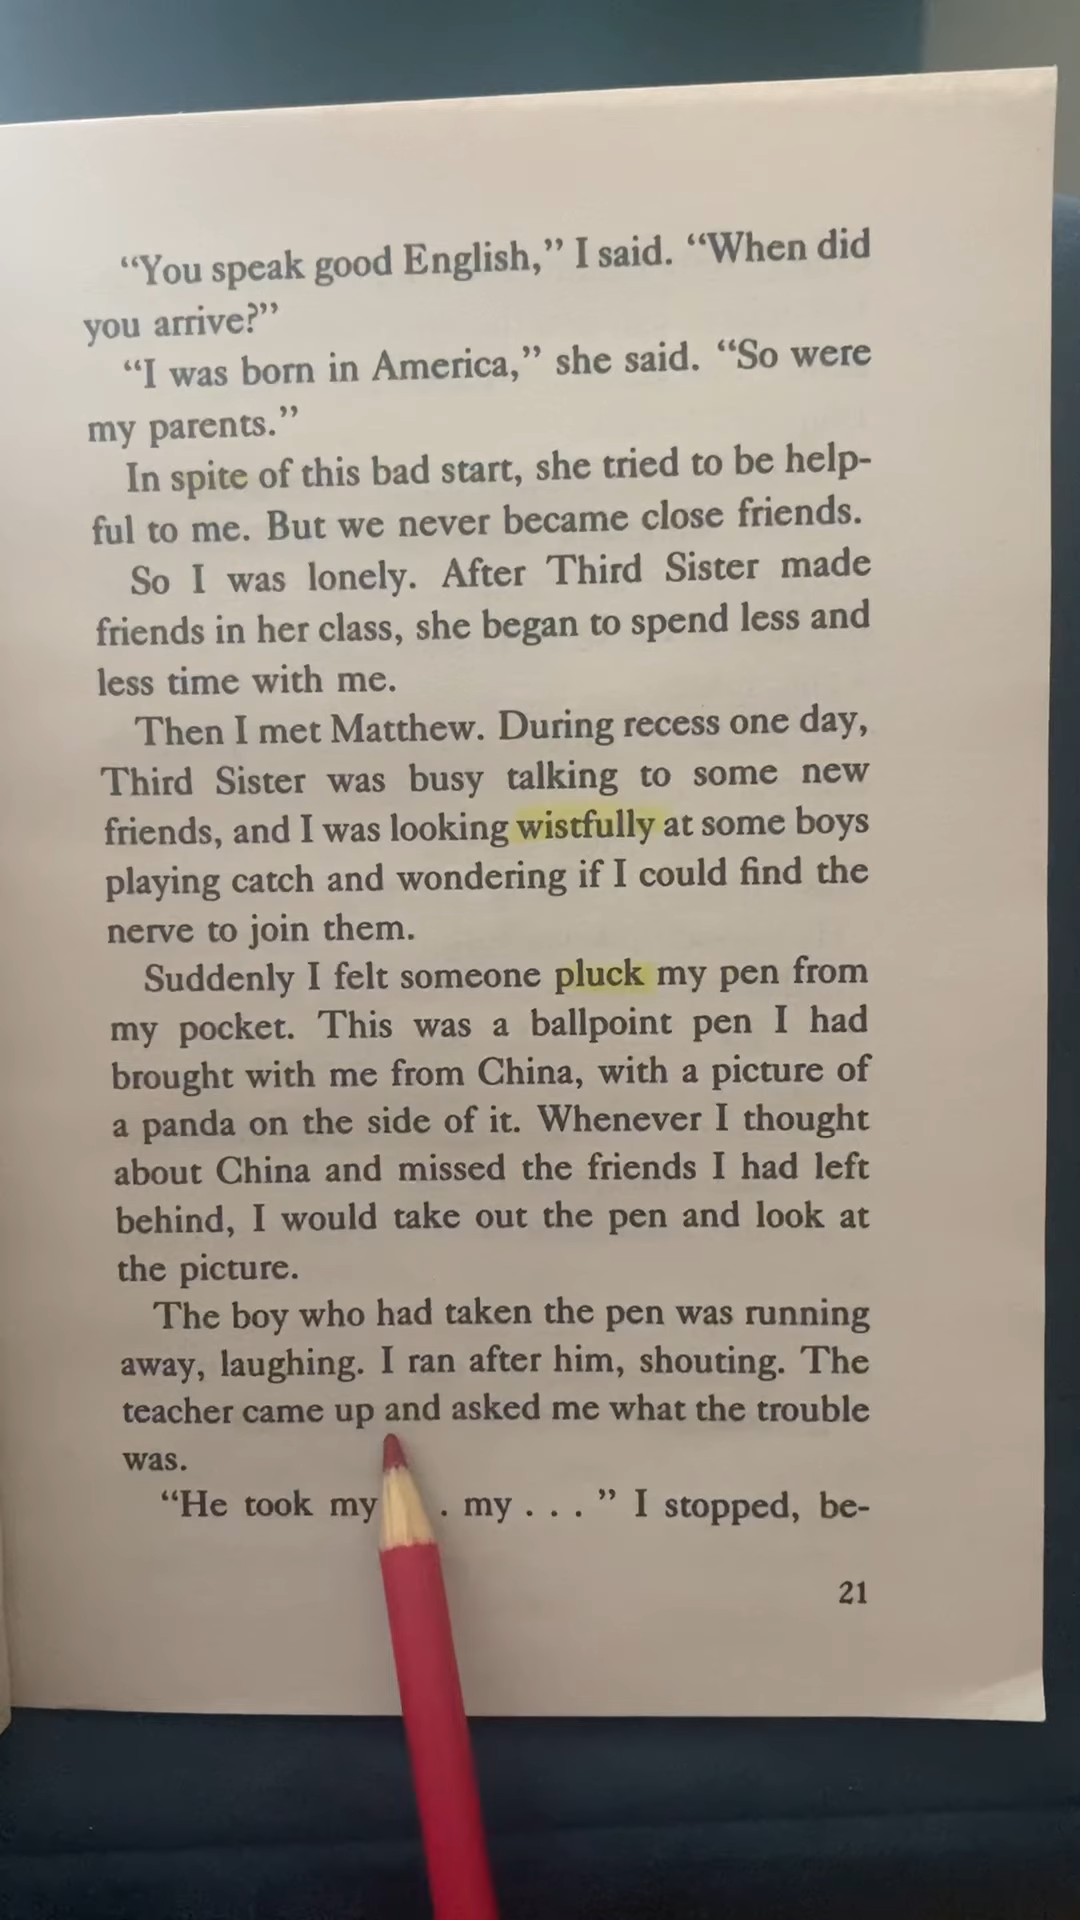 “You speak good English,” I said. “When did
you arrive?”
“I was born in America,” she said. “So were
my parents.”
In spite of this bad start, she tried to be help-
ful to me. But we never became close friends.
So I was lonely. After Third Sister made
friends in her class, she began to spend less and
less time with me.
Then I met Matthew. During recess one day,
Third Sister was busy talking to some new
friends, and I was looking wistfully at some boys
playing catch and wondering if I could find the
nerve to join them.
Suddenly I felt someone pluck my pen from
my pocket. This was a ballpoint pen I had
brought with me from China, with a picture of
a panda on the side of it. Whenever I thought
about China and missed the friends I had left
behind, I would take out the pen and look at
the picture.
The boy who had taken the pen was running
away, laughing. I ran after him, shouting. The
teacher came up and asked me what the trouble
was.
“He took my . my . . . ” I stopped, be-
21